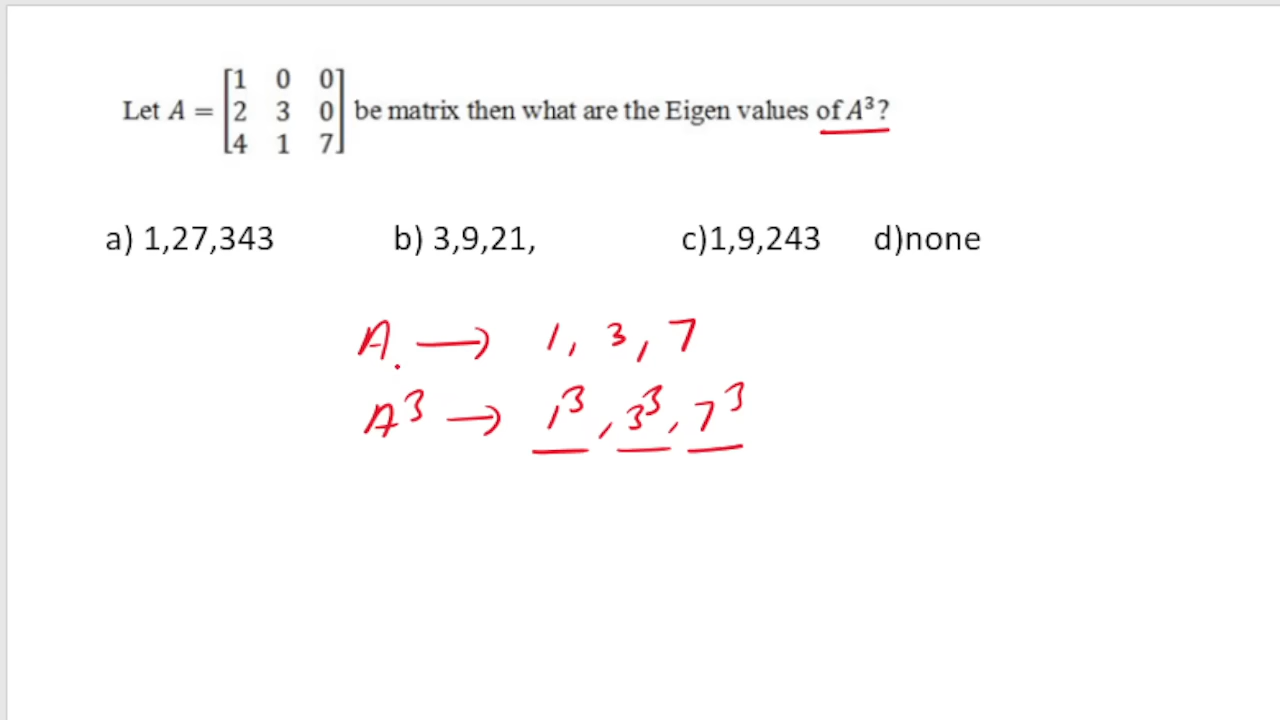 Let A = [1 0 0
2 3 0
4 1 7] be matrix then what are the Eigen values of A³?
a) 1,27,343 b) 3,9,21, c)1,9,243 d)none
A. → 1, 3, 7
A³ → 1³, 3³, 7³